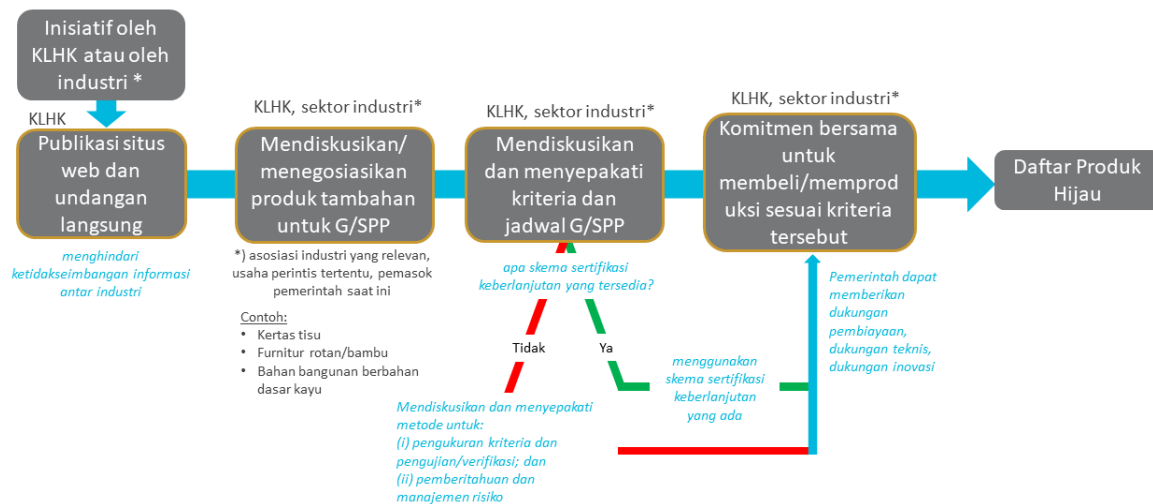 Inisiatif oleh
KLHK atau oleh
industri *
KLHK
Publikasi situs
web dan
undangan
langsung
menghindari
ketidakseimbangan informasi
antar industri
KLHK, sektor industri*
Mendiskusikan/
menegosiasikan
produk tambahan
untuk G/SPP
*) asosiasi industri yang relevan,
usaha perintis tertentu, pemasok
pemerintah saat ini
Contoh:
• Kertas tisu
• Furnitur rotan/bambu
• Bahan bangunan berbahan
dasar kayu
KLHK, sektor industri*
Mendiskusikan
dan menyepakati
kriteria dan
jadwal G/SPP
apa skema sertifikasi
keberlanjutan yang tersedia?
Tidak
Ya
Mendiskusikan dan menyepakati
metode untuk:
(i) pengukuran kriteria dan
pengujian/verifikasi; dan
(ii) pemberitahuan dan
manajemen risiko
menggunakan
skema sertifikasi
keberlanjutan
yang ada
KLHK, sektor industri*
Komitmen bersama
untuk
membeli/memprod
uksi sesuai kriteria
tersebut
Pemerintah dapat
memberikan
dukungan
pembiayaan,
dukungan teknis,
dukungan inovasi
Daftar Produk
Hijau